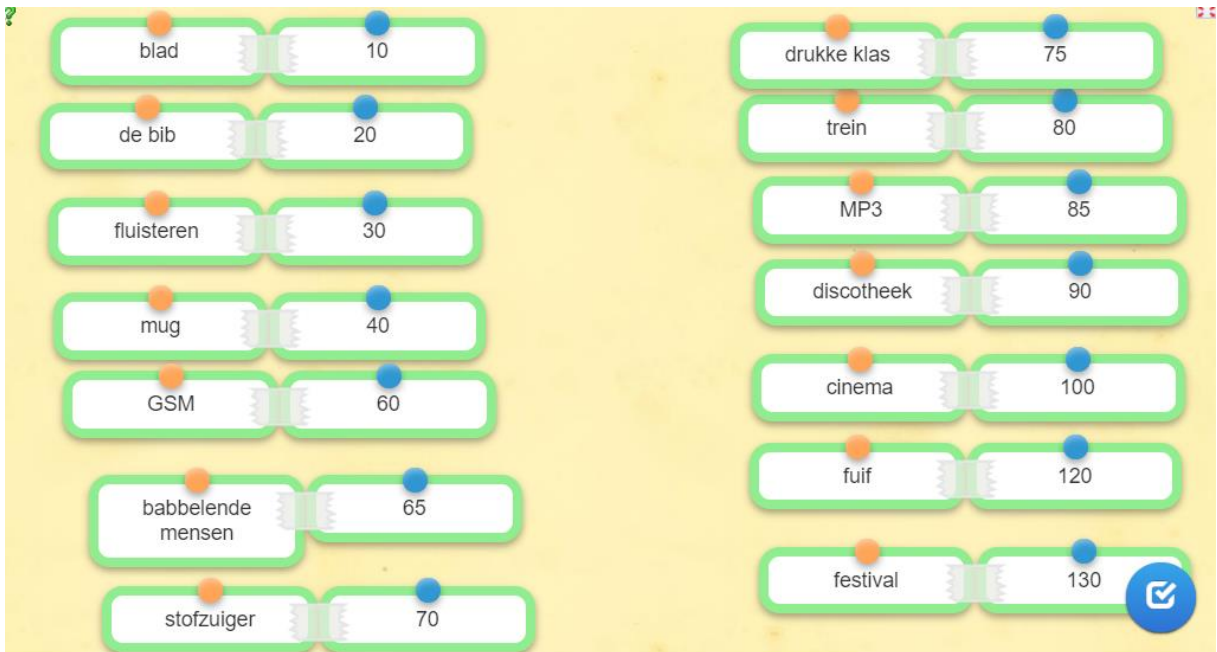 blad 10
de bib 20
fluisteren 30
mug 40
GSM 60
babbelende 65
mensen
stofzuiger 70
drukke klas 75
trein 80
MP3 85
discotheek 90
cinema 100
fuif 120
festival 130